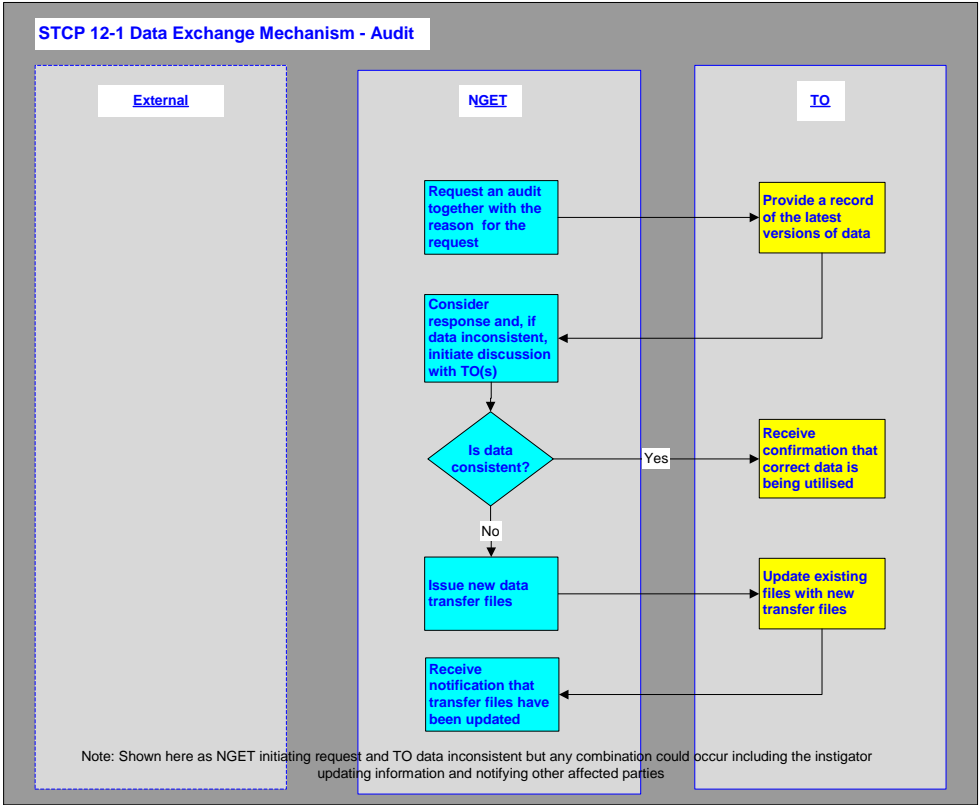 STCP 12-1 Data Exchange Mechanism - Audit
External
NGET
TO
Request an audit
together with the
reason for the
request
Provide a record
of the latest
versions of data
Consider
response and, if
data inconsistent,
initiate discussion
with TO(s)
Is data
consistent?
Yes
Receive
confirmation that
correct data is
being utilised
No
Issue new data
transfer files
Update existing
files with new
transfer files
Receive
notification that
transfer files have
been updated
Note: Shown here as NGET initiating request and TO data inconsistent but any combination could occur including the instigator
updating information and notifying other affected parties